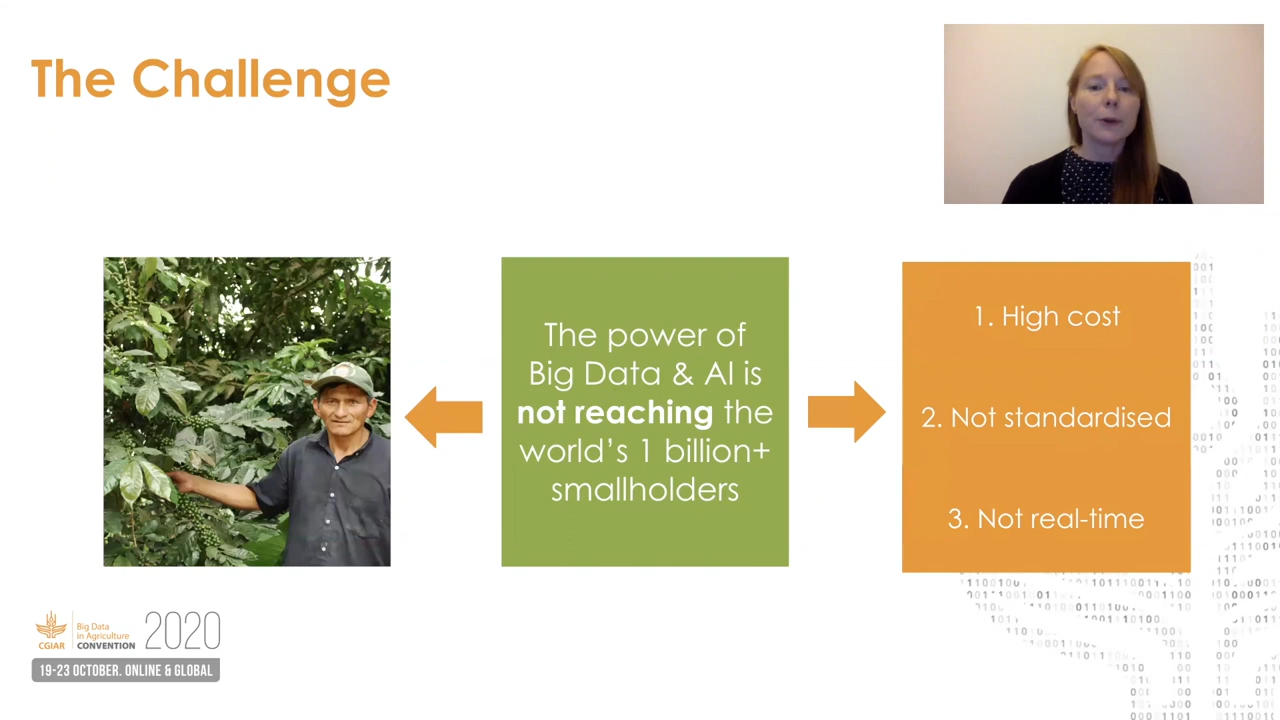 The Challenge
The power of
Big Data & AI is
not reaching the
world's 1 billion+
smallholders
1. High cost
2. Not standardised
3. Not real-time
CGIAR
Big Data
in Agriculture
CONVENTION
2020
19-23 OCTOBER. ONLINE & GLOBAL